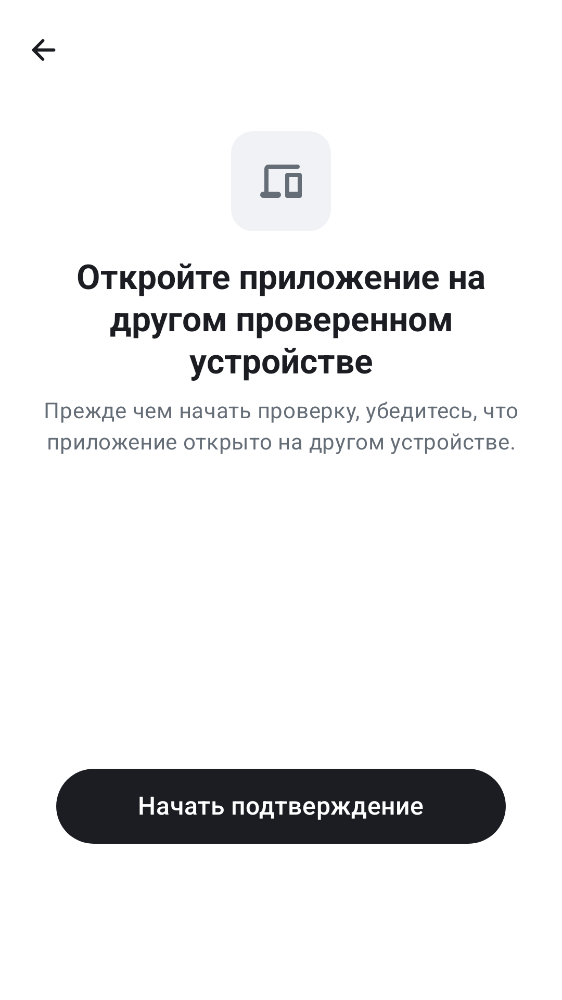 Откройте приложение на
другом проверенном
устройстве
Прежде чем начать проверку, убедитесь, что
приложение открыто на другом устройстве.
Начать подтверждение